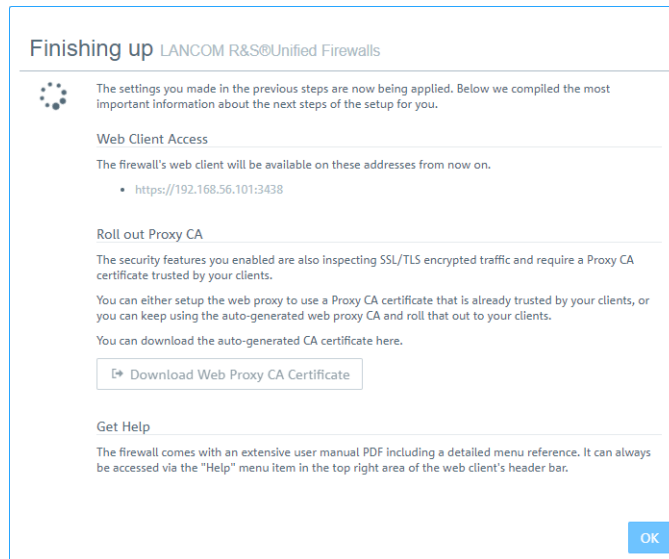 Finishing up LANCOM R&S®Unified Firewalls
The settings you made in the previous steps are now being applied. Below we compiled the most
important information about the next steps of the setup for you.
Web Client Access
The firewall's web client will be available on these addresses from now on.
• https://192.168.56.101:3438
Roll out Proxy CA
The security features you enabled are also inspecting SSL/TLS encrypted traffic and require a Proxy CA
certificate trusted by your clients.
You can either setup the web proxy to use a Proxy CA certificate that is already trusted by your clients, or
you can keep using the auto-generated web proxy CA and roll that out to your clients.
You can download the auto-generated CA certificate here.
Download Web Proxy CA Certificate
Get Help
The firewall comes with an extensive user manual PDF including a detailed menu reference. It can always
be accessed via the "Help" menu item in the top right area of the web client's header bar.
OK